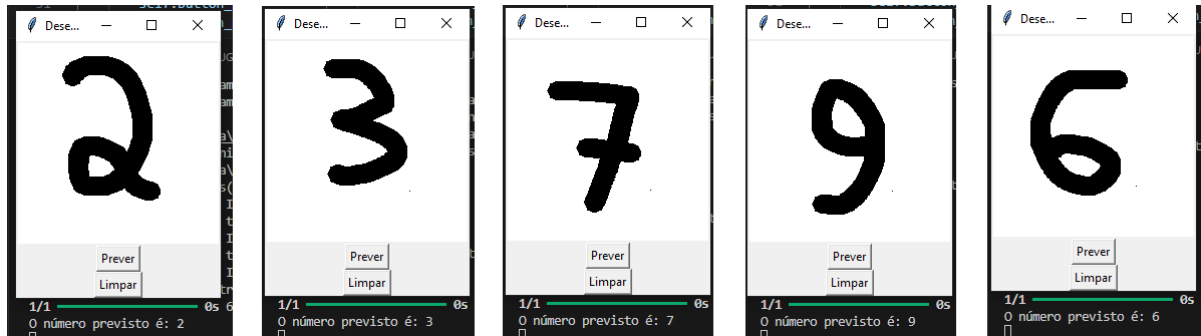 Dese...
2
Prever
Limpar
1/1 0s
O número previsto é: 2
Dese...
3
Prever
Limpar
1/1 0s
O número previsto é: 3
Dese...
7
Prever
Limpar
1/1 0s
O número previsto é: 7
Dese...
9
Prever
Limpar
1/1 0s
O número previsto é: 9
Dese...
6
Prever
Limpar
1/1 0s
O número previsto é: 6